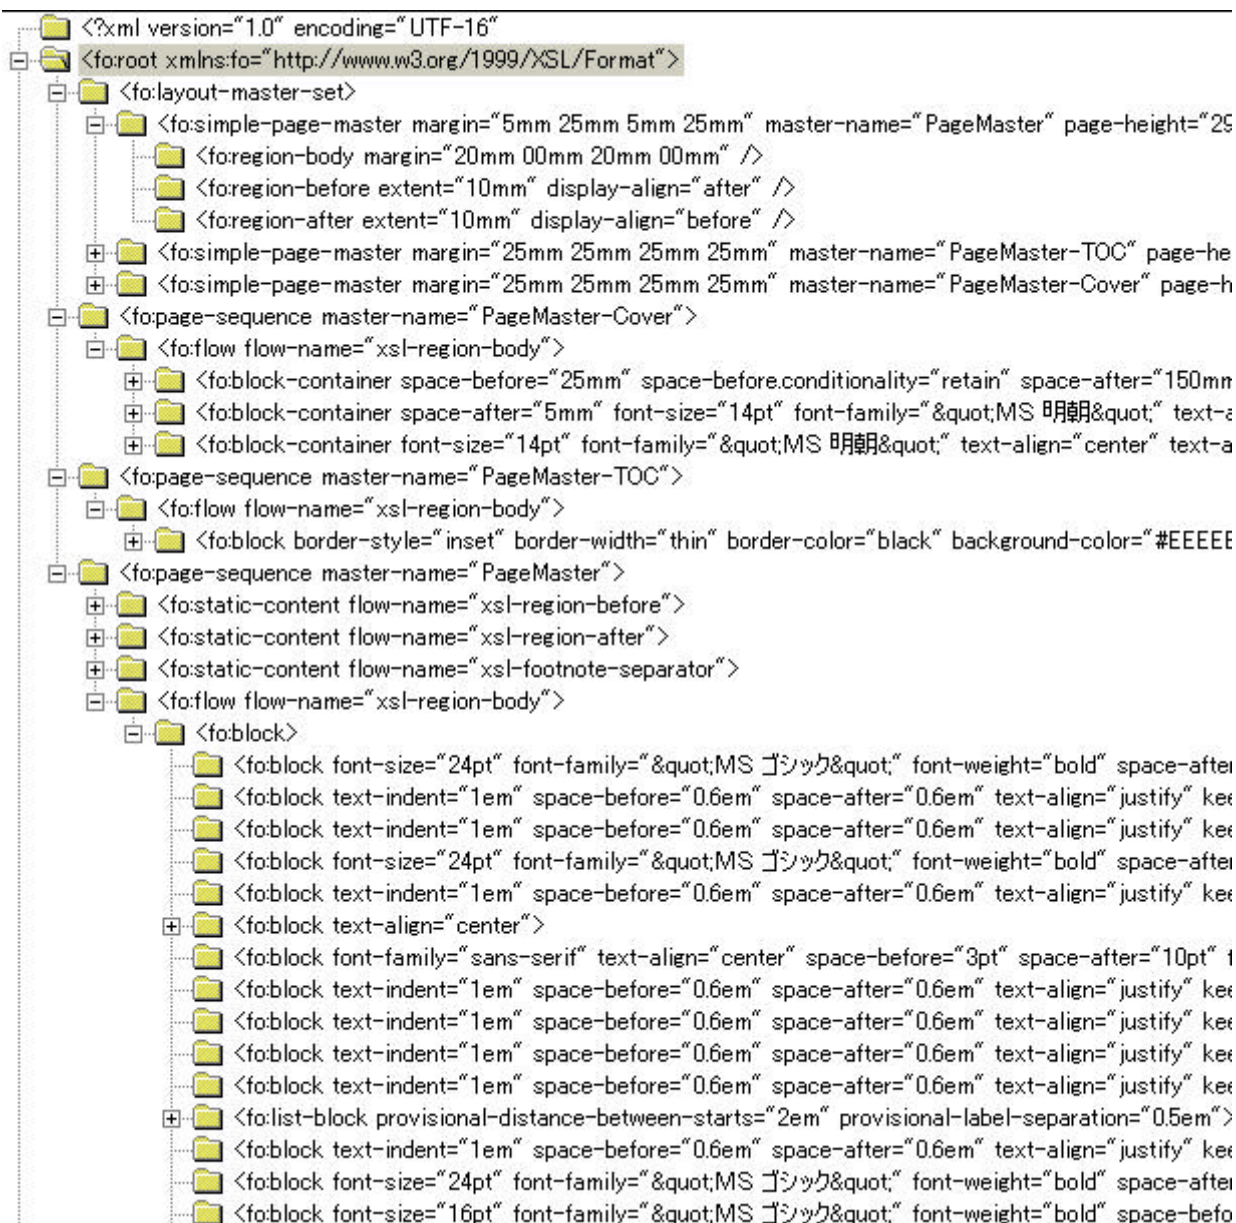 <?xml version="1.0" encoding="UTF-16"
<fo:root xmlns:fo="http://www.w3.org/1999/XSL/Format">
<fo:layout-master-set>
<fo:simple-page-master margin="5mm 25mm 5mm 25mm" master-name="PageMaster" page-height="29
<fo:region-body margin="20mm 00mm 20mm 00mm" />
<fo:region-before extent="10mm" display-align="after" />
<fo:region-after extent="10mm" display-align="before" />
<fo:simple-page-master margin="25mm 25mm 25mm 25mm" master-name="PageMaster-TOC" page-he
<fo:simple-page-master margin="25mm 25mm 25mm 25mm" master-name="PageMaster-Cover" page-h
<fo:page-sequence master-name="PageMaster-Cover">
<fo:flow flow-name="xsl-region-body">
<fo:block-container space-before="25mm" space-before.conditionality="retain" space-after="150mm
<fo:block-container space-after="5mm" font-size="14pt" font-family="&quot;MS 明朝&quot;" text-a
<fo:block-container font-size="14pt" font-family="&quot;MS 明朝&quot;" text-align="center" text-a
<fo:page-sequence master-name="PageMaster-TOC">
<fo:flow flow-name="xsl-region-body">
<fo:block border-style="inset" border-width="thin" border-color="black" background-color="#EEEEE
<fo:page-sequence master-name="PageMaster">
<fo:static-content flow-name="xsl-region-before">
<fo:static-content flow-name="xsl-region-after">
<fo:static-content flow-name="xsl-footnote-separator">
<fo:flow flow-name="xsl-region-body">
<fo:block>
<fo:block font-size="24pt" font-family="&quot;MS ゴシック&quot;" font-weight="bold" space-after
<fo:block text-indent="1em" space-before="0.6em" space-after="0.6em" text-align="justify" kee
<fo:block text-indent="1em" space-before="0.6em" space-after="0.6em" text-align="justify" kee
<fo:block font-size="24pt" font-family="&quot;MS ゴシック&quot;" font-weight="bold" space-after
<fo:block text-indent="1em" space-before="0.6em" space-after="0.6em" text-align="justify" kee
<fo:block text-align="center">
<fo:block font-family="sans-serif" text-align="center" space-before="3pt" space-after="10pt" f
<fo:block text-indent="1em" space-before="0.6em" space-after="0.6em" text-align="justify" kee
<fo:block text-indent="1em" space-before="0.6em" space-after="0.6em" text-align="justify" kee
<fo:block text-indent="1em" space-before="0.6em" space-after="0.6em" text-align="justify" kee
<fo:block text-indent="1em" space-before="0.6em" space-after="0.6em" text-align="justify" kee
<fo:list-block provisional-distance-between-starts="2em" provisional-label-separation="0.5em">
<fo:block text-indent="1em" space-before="0.6em" space-after="0.6em" text-align="justify" kee
<fo:block font-size="24pt" font-family="&quot;MS ゴシック&quot;" font-weight="bold" space-after
<fo:block font-size="16pt" font-family="&quot;MS ゴシック&quot;" font-weight="bold" space-befo